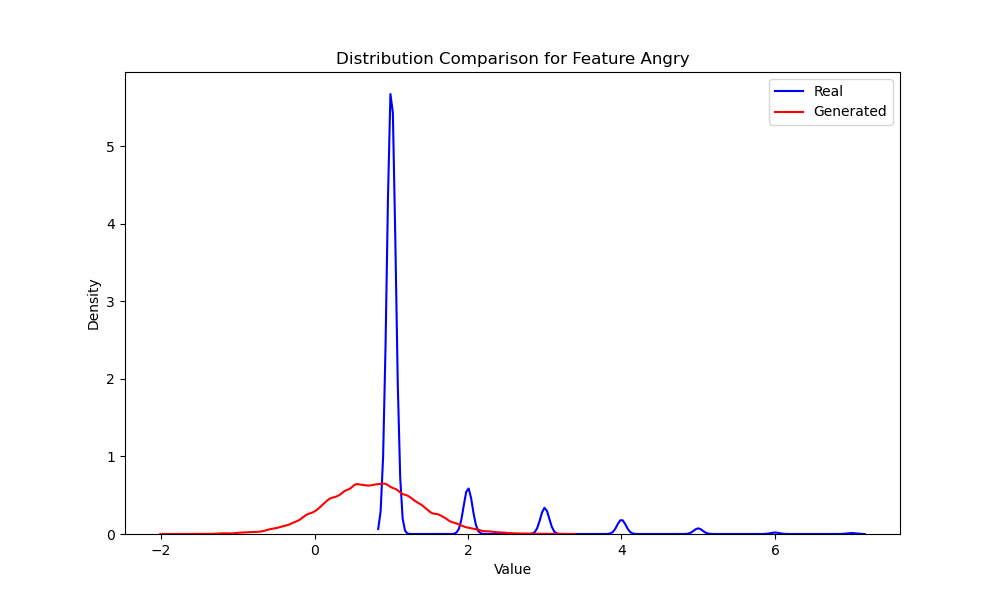 Distribution Comparison for Feature Angry
Real
Generated
Density
5
4
3
2
1
0
−2
0
2
4
6
Value